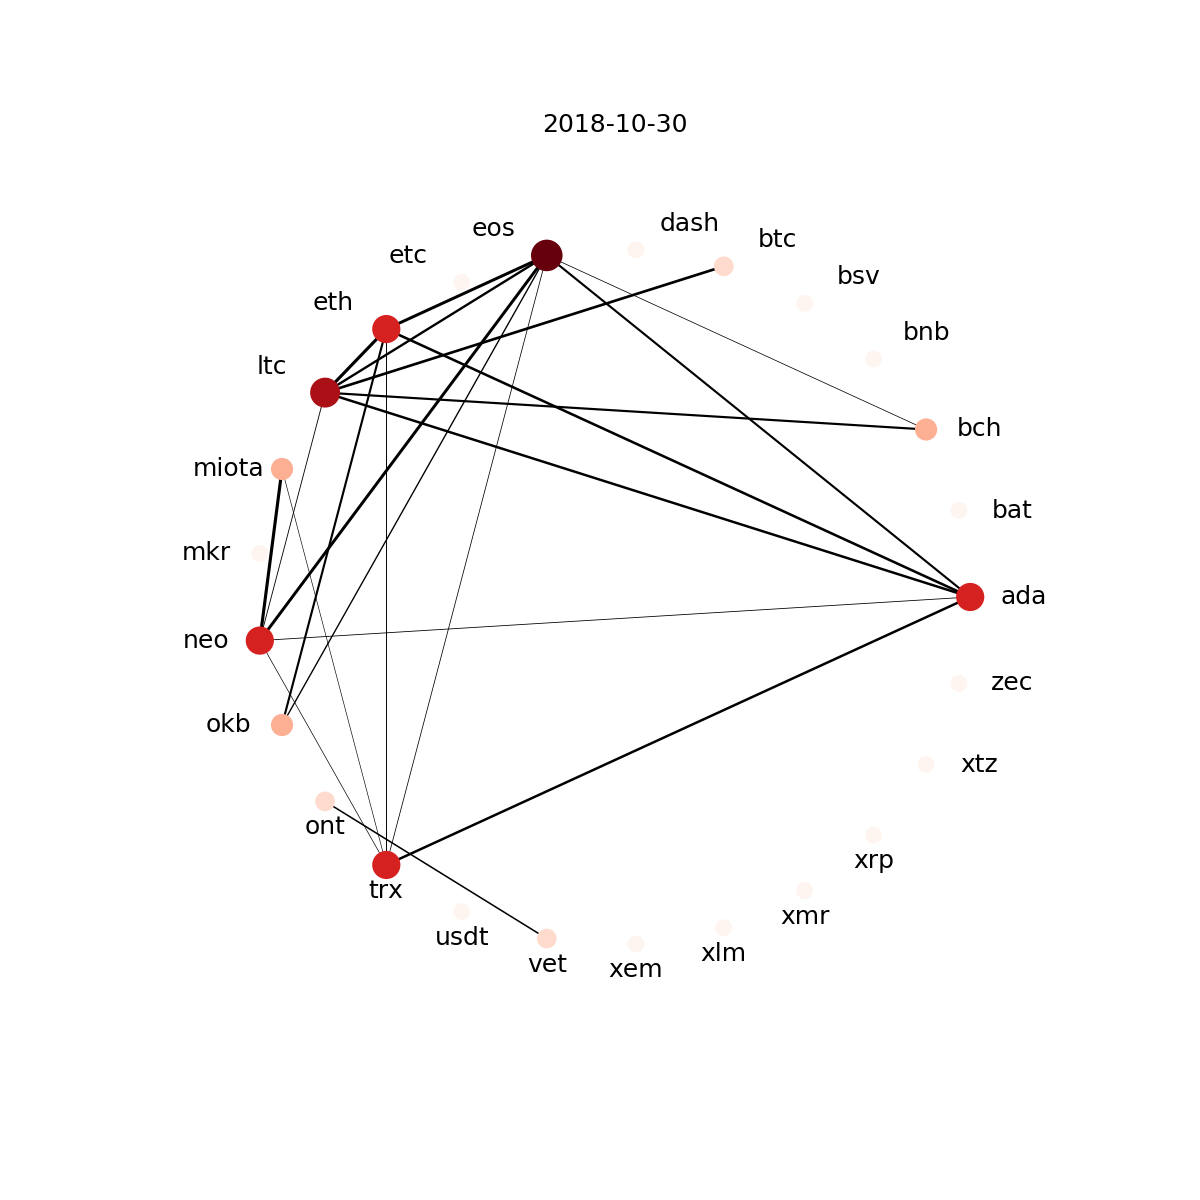 2018-10-30
dash
eos
btc
etc
bsv
eth
bnb
ltc
bch
miota
bat
mkr
ada
neo
zec
okb
xtz
ont
xrp
trx
xmr
usdt
xlm
vet
xem